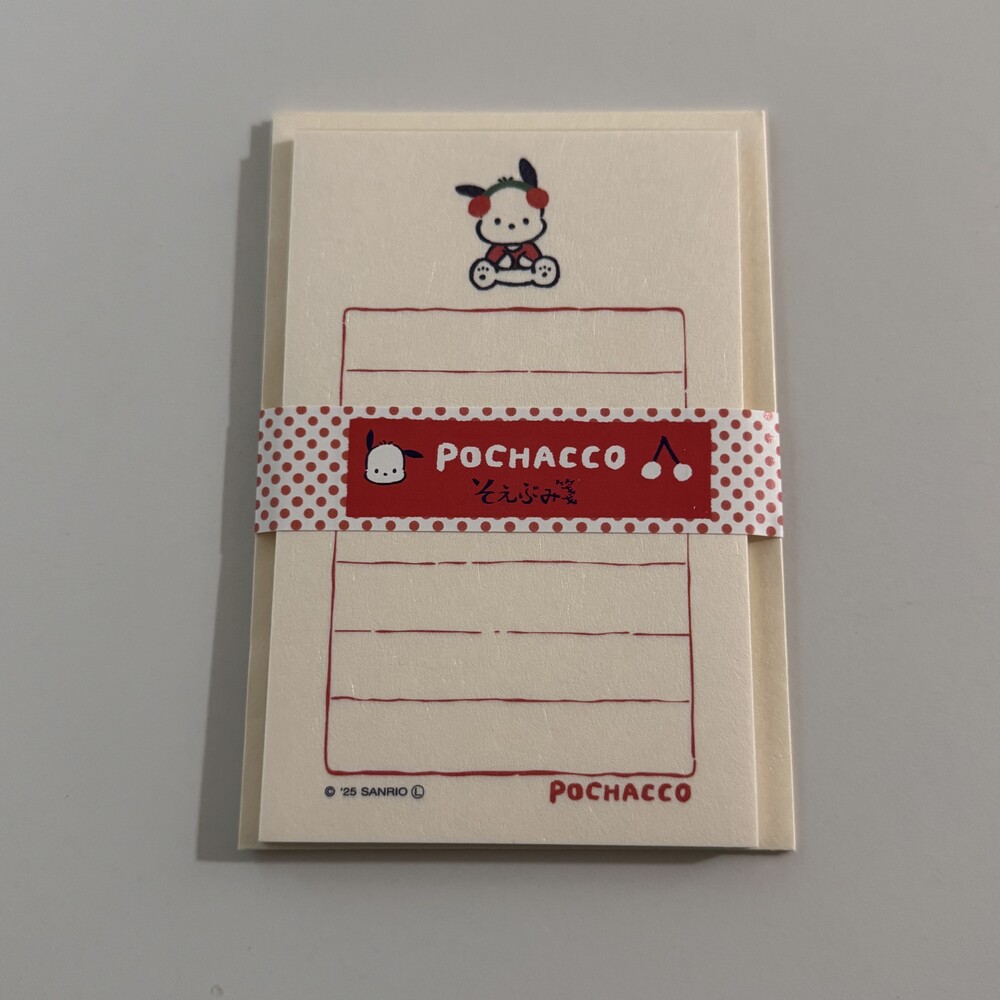 POCHACCO
そえぶみ箋
© '25 SANRIO Ⓛ
POCHACCO